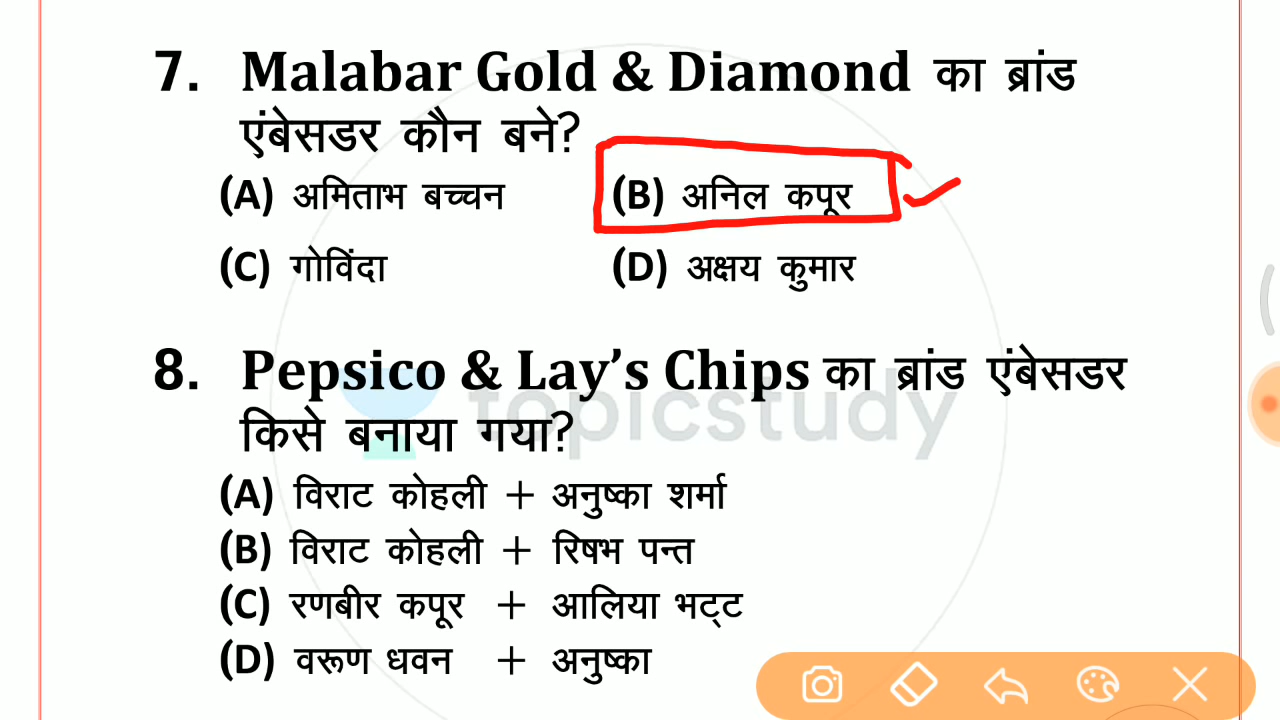 7. Malabar Gold & Diamond का ब्रांड
एंबेसडर कौन बने?
(A) अमिताभ बच्चन (B) अनिल कपूर
(C) गोविंदा (D) अक्षय कुमार
8. Pepsico & Lay’s Chips का ब्रांड एंबेसडर
किसे बनाया गया?
topicstudy
(A) विराट कोहली + अनुष्का शर्मा
(B) विराट कोहली + रिषभ पन्त
(C) रणबीर कपूर + आलिया भट्ट
(D) वरूण धवन + अनुष्का